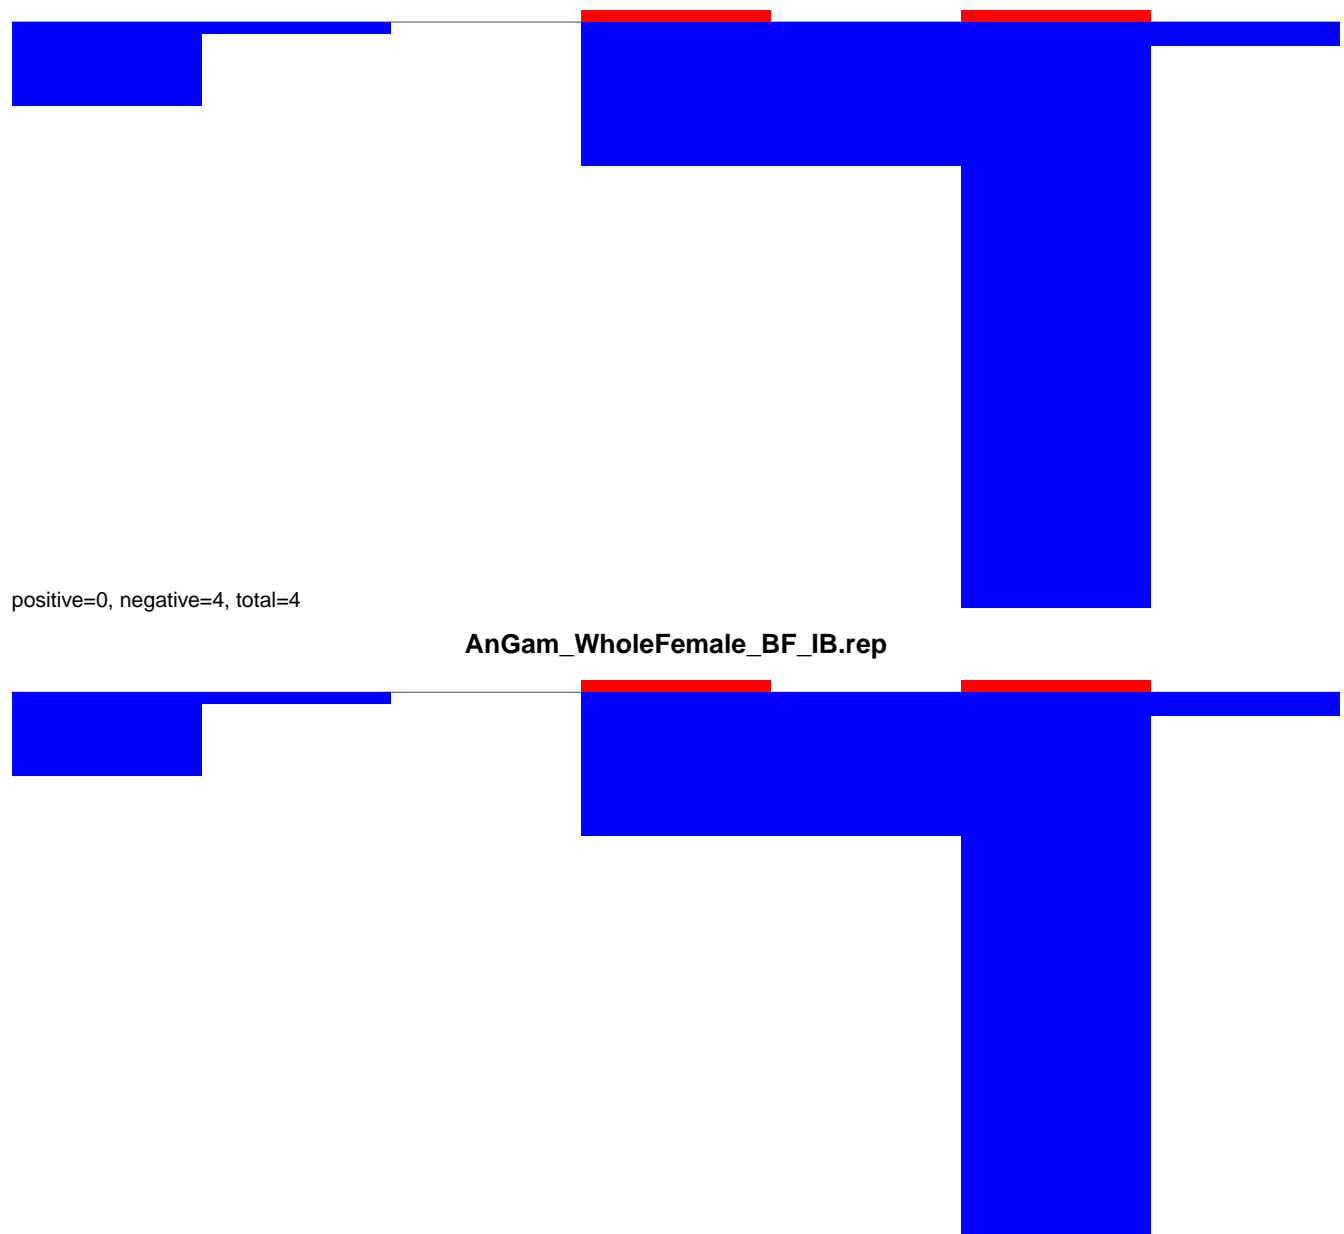 positive=0, negative=4, total=4
AnGam_WholeFemale_BF_IB.rep